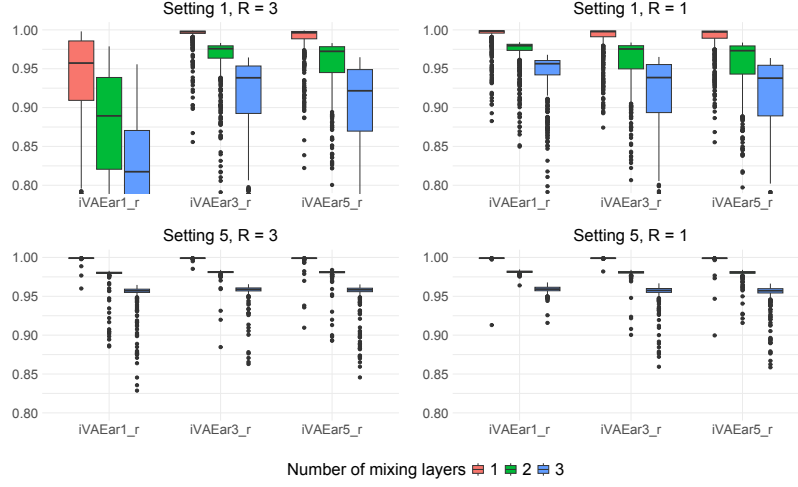 Setting 1, R = 3
Setting 1, R = 1
1.00
0.95
0.90
0.85
0.80
1.00
0.95
0.90
0.85
0.80
iVAEar1_r iVAEar3_r iVAEar5_r
iVAEar1_r iVAEar3_r iVAEar5_r
Setting 5, R = 3
Setting 5, R = 1
1.00
0.95
0.90
0.85
0.80
1.00
0.95
0.90
0.85
0.80
iVAEar1_r iVAEar3_r iVAEar5_r
iVAEar1_r iVAEar3_r iVAEar5_r
Number of mixing layers 1 2 3